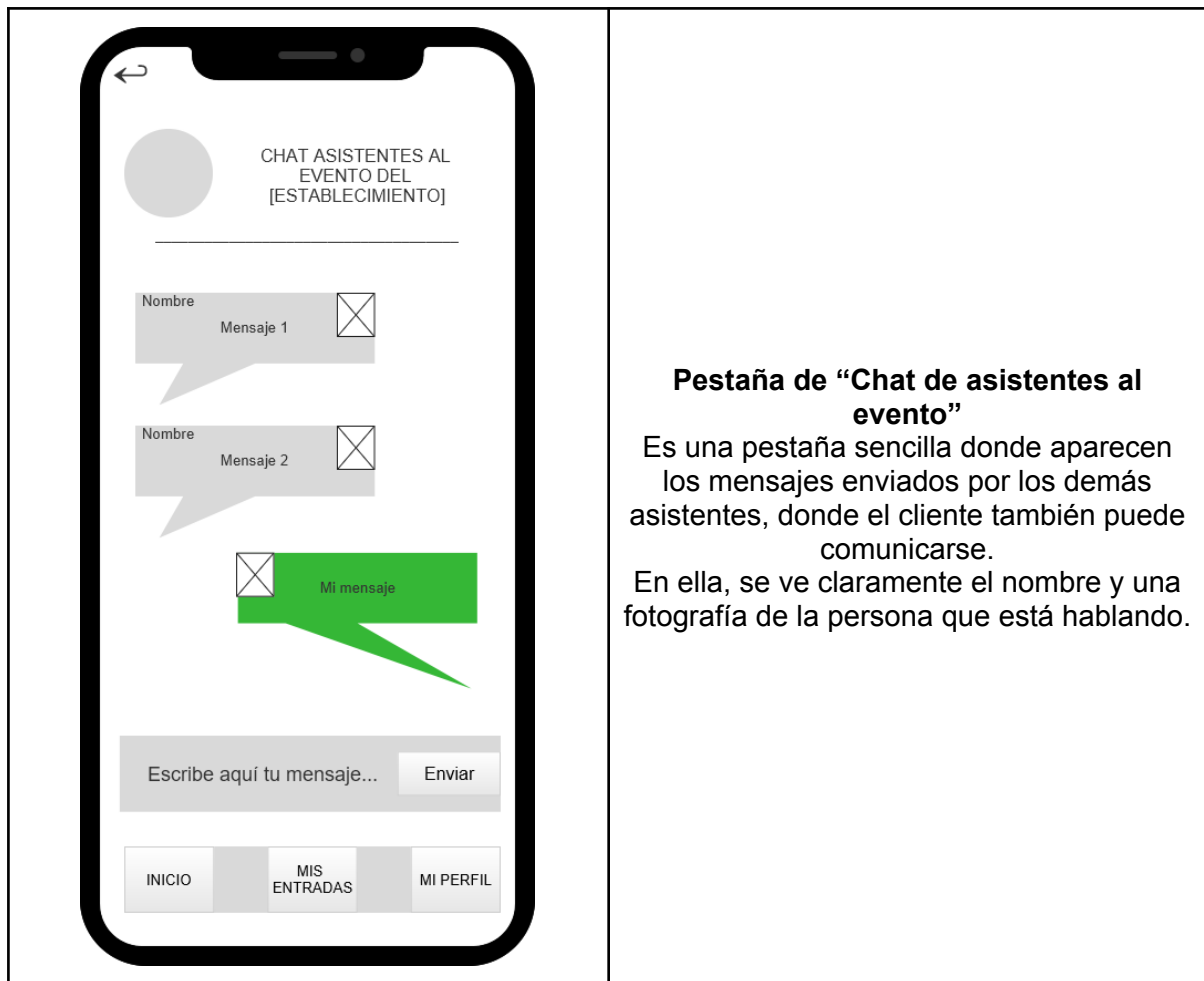 CHAT ASISTENTES AL
EVENTO DEL
[ESTABLECIMIENTO]
Nombre
Mensaje 1
Nombre
Mensaje 2
Mi mensaje
Escribe aquí tu mensaje...
Enviar
INICIO
MIS
ENTRADAS
MI PERFIL
Pestaña de “Chat de asistentes al
evento”
Es una pestaña sencilla donde aparecen
los mensajes enviados por los demás
asistentes, donde el cliente también puede
comunicarse.
En ella, se ve claramente el nombre y una
fotografía de la persona que está hablando.